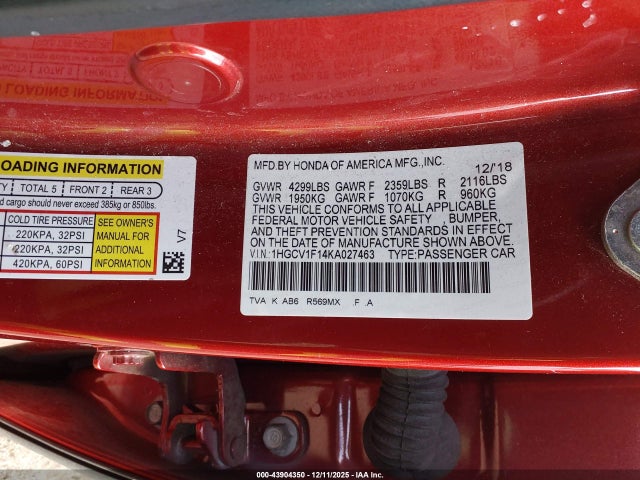 LOADING INFORMATION
TOTAL 5 FRONT 2 REAR 3
d cargo should never exceed 385kg or 850lbs.
COLD TIRE PRESSURE
220KPA, 32PSI
220KPA, 32PSI
420KPA, 60PSI
SEE OWNER'S
MANUAL FOR
ADDITIONAL
INFORMATION
V7
MFD.BY HONDA OF AMERICA MFG.,INC. 12/'18
GVWR 4299LBS GAWR F 2359LBS R 2116LBS
GVWR 1950KG GAWR F 1070KG R 960KG
THIS VEHICLE CONFORMS TO ALL APPLICABLE
FEDERAL MOTOR VEHICLE SAFETY , BUMPER,
AND THEFT PREVENTION STANDARDS IN EFFECT
ON THE DATE OF MANUFACTURE SHOWN ABOVE.
V.I.N.:1HGCV1F14KA027463 TYPE:PASSENGER CAR
TVA K AB6 R569MX .F .A
000-43904350 - 12/11/2025 - IAA Inc.